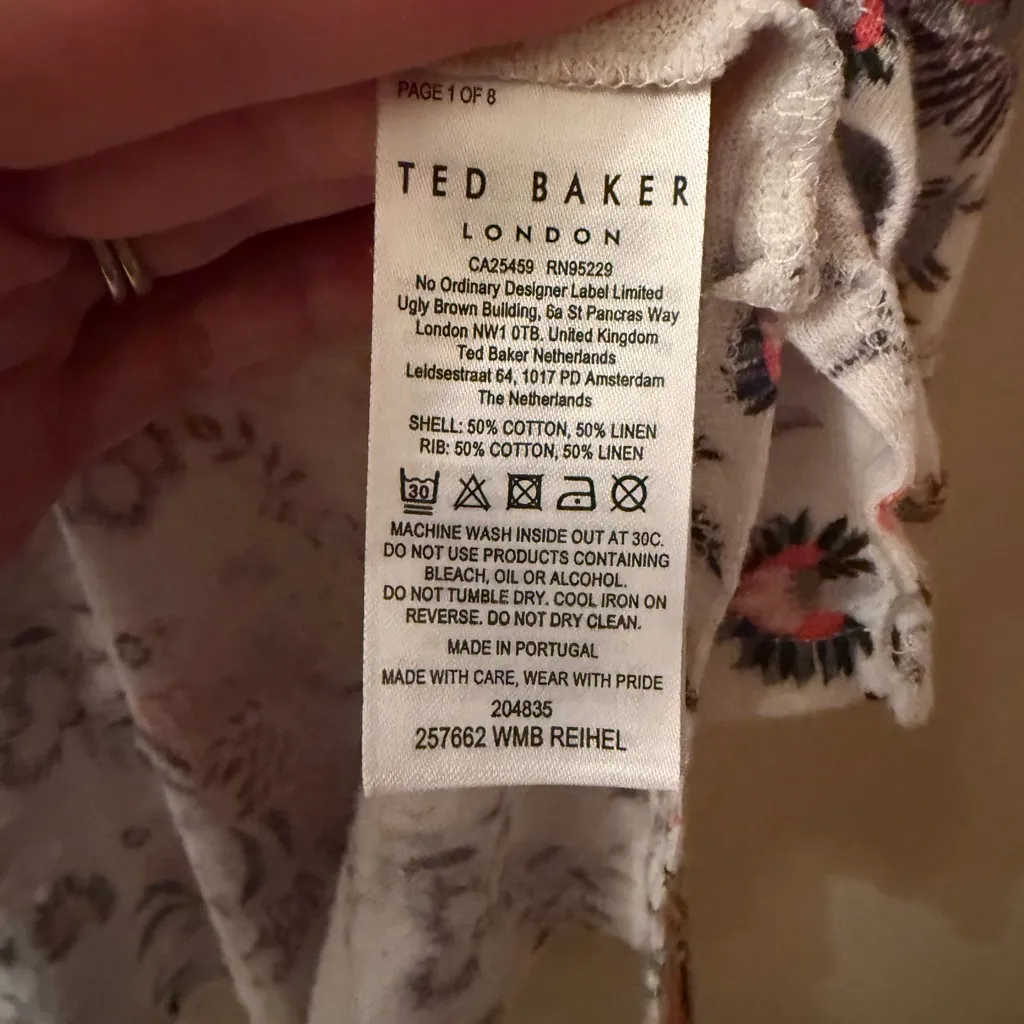 PAGE 1 OF 8
TED BAKER
LONDON
CA25459 RN95229
No Ordinary Designer Label Limited
Ugly Brown Building, 6a St Pancras Way
London NW1 0TB. United Kingdom
Ted Baker Netherlands
Leidsestraat 64, 1017 PD Amsterdam
The Netherlands
SHELL: 50% COTTON, 50% LINEN
RIB: 50% COTTON, 50% LINEN
30
MACHINE WASH INSIDE OUT AT 30C.
DO NOT USE PRODUCTS CONTAINING
BLEACH, OIL OR ALCOHOL.
DO NOT TUMBLE DRY. COOL IRON ON
REVERSE. DO NOT DRY CLEAN.
MADE IN PORTUGAL
MADE WITH CARE, WEAR WITH PRIDE
204835
257662 WMB REIHEL